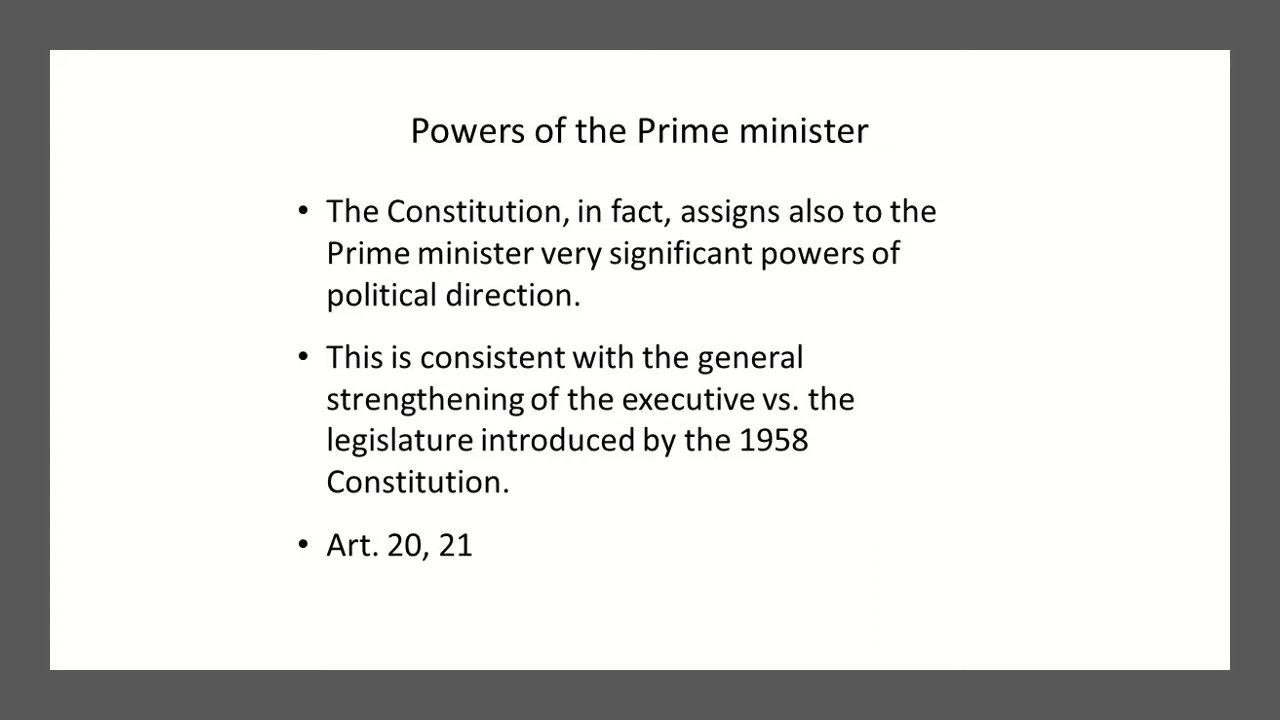 Powers of the Prime minister
• The Constitution, in fact, assigns also to the
Prime minister very significant powers of
political direction.
• This is consistent with the general
strengthening of the executive vs. the
legislature introduced by the 1958
Constitution.
• Art. 20, 21